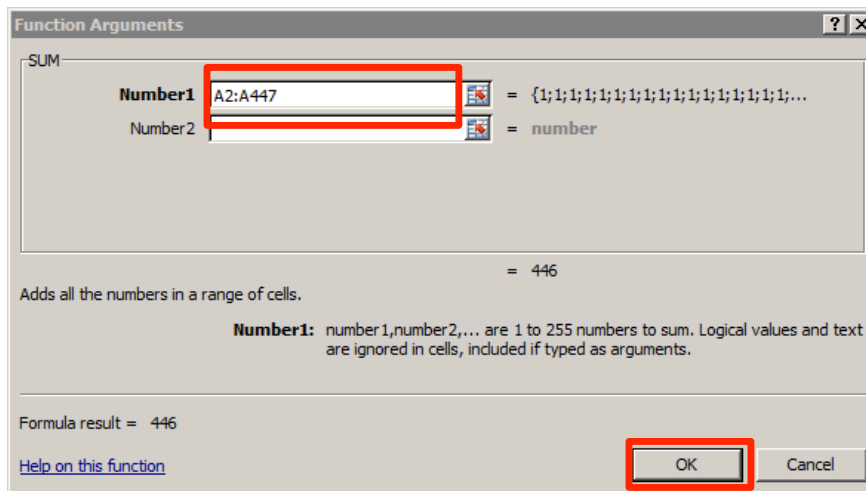 Function Arguments
SUM
Number1 A2:A447 = {1;1;1;1;1;1;1;1;1;1;1;1;1;1;1;1;1;1;...
Number2 = number
= 446
Adds all the numbers in a range of cells.
Number1: number1,number2,... are 1 to 255 numbers to sum. Logical values and text
are ignored in cells, included if typed as arguments.
Formula result = 446
Help on this function OK Cancel